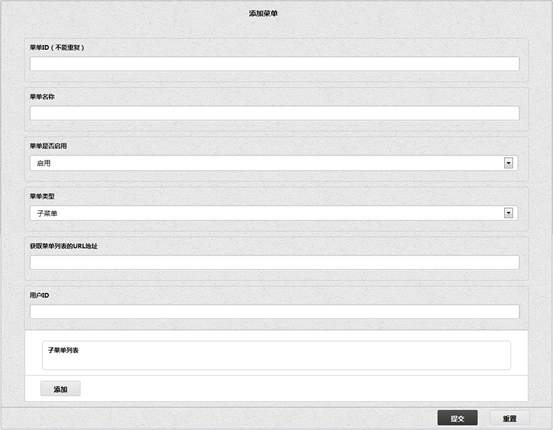 添加菜单
菜单ID（不能重复）
菜单名称
菜单是否启用
启用
菜单类型
子菜单
获取菜单列表的URL地址
用户ID
子菜单列表
添加
提交
重置